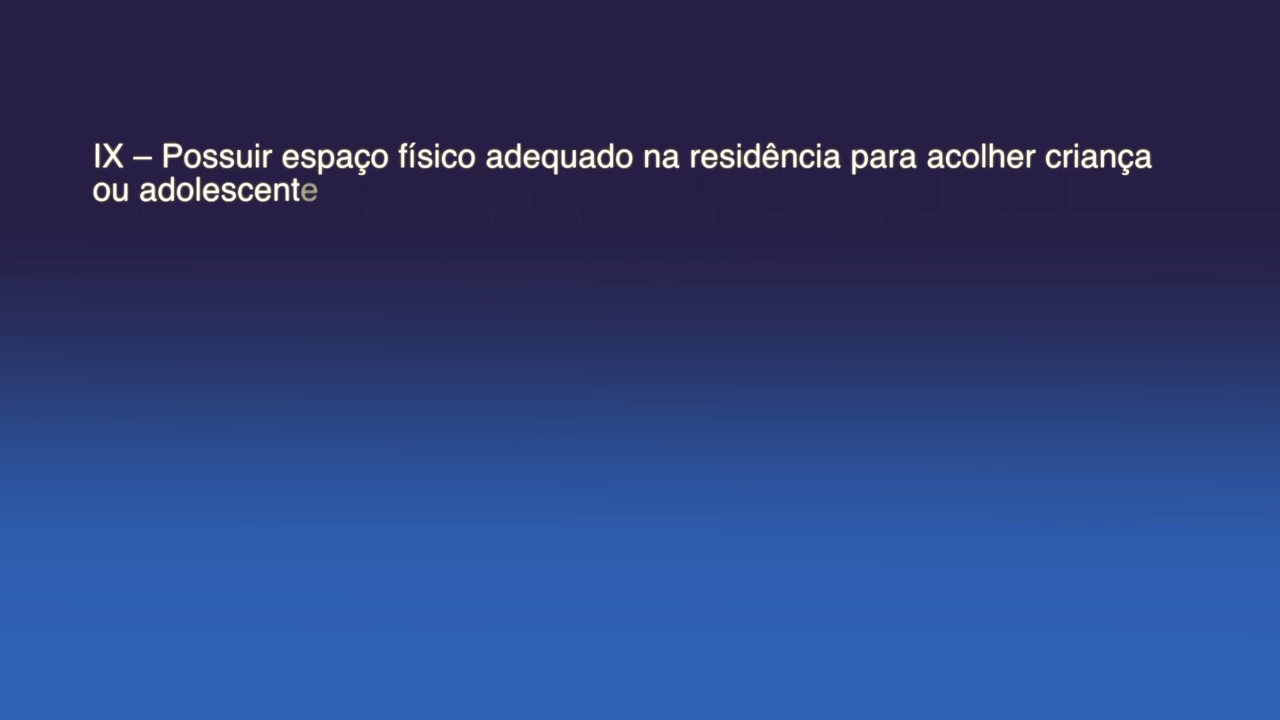 IX – Possuir espaço físico adequado na residência para acolher criança
ou adolescente